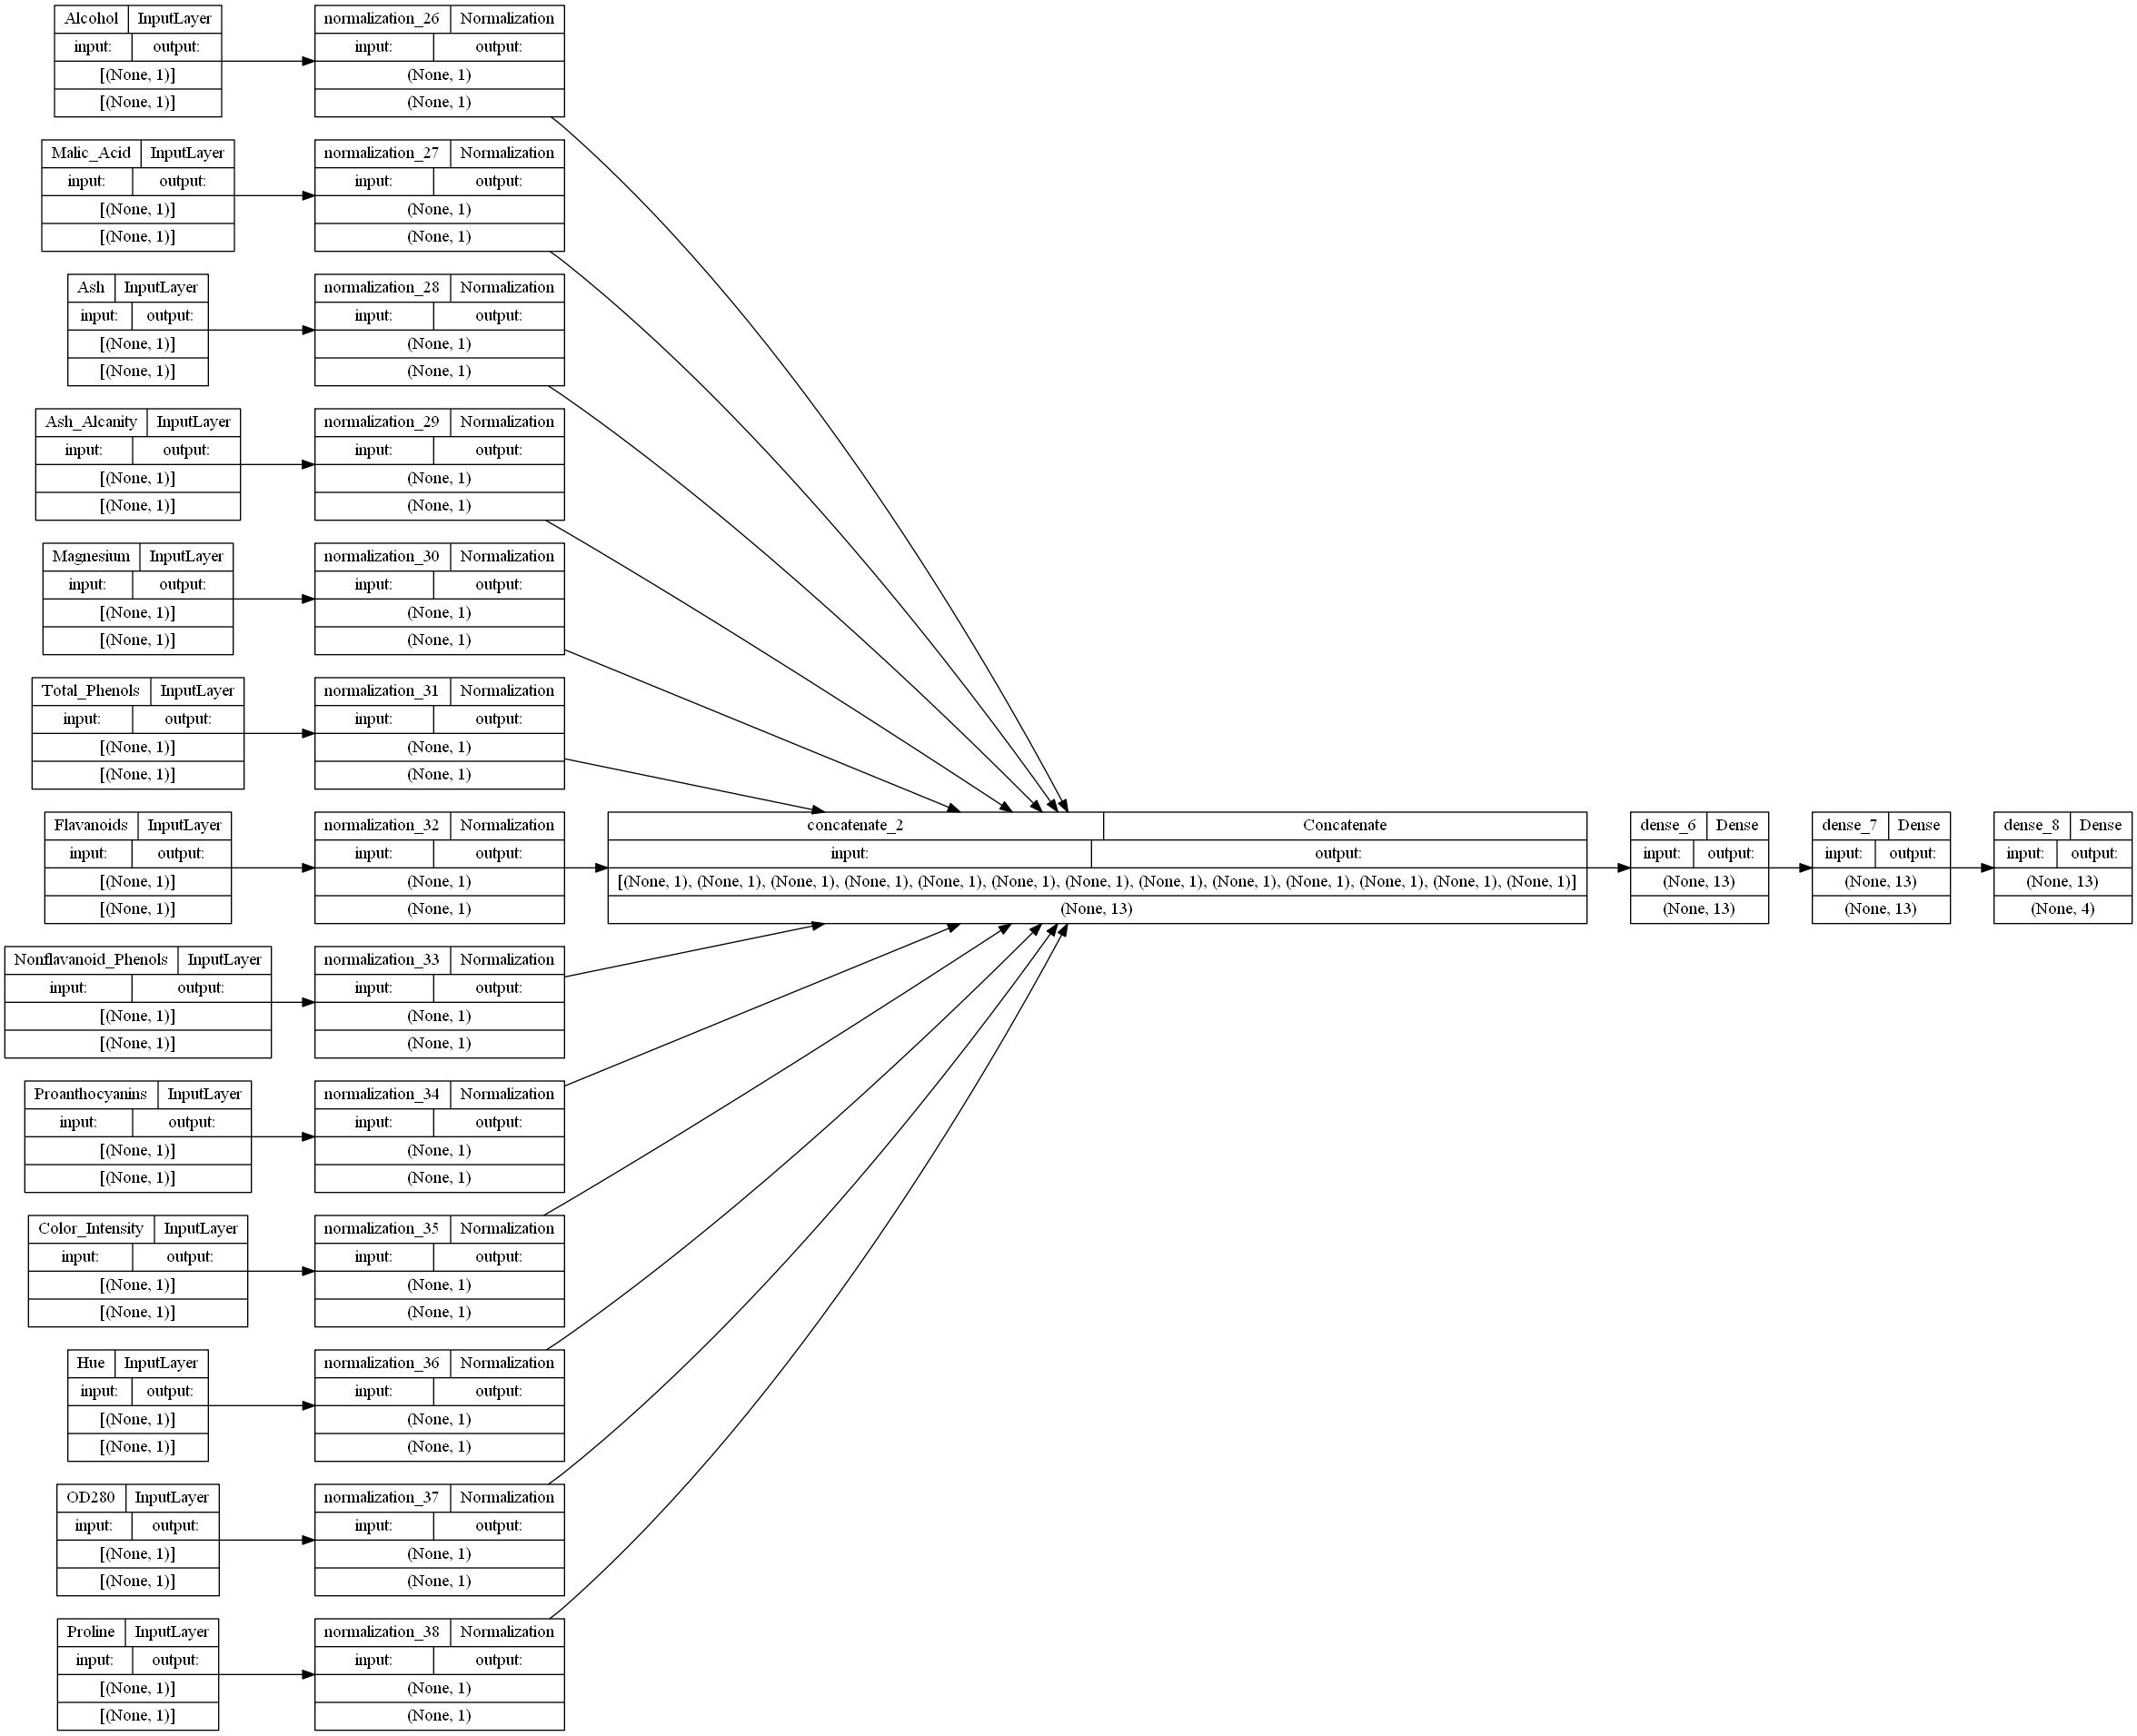 Alcohol InputLayer
input: output:
[(None, 1)]
[(None, 1)]
normalization_26 Normalization
input: output:
(None, 1)
(None, 1)
Malic_Acid InputLayer
input: output:
[(None, 1)]
[(None, 1)]
normalization_27 Normalization
input: output:
(None, 1)
(None, 1)
Ash InputLayer
input: output:
[(None, 1)]
[(None, 1)]
normalization_28 Normalization
input: output:
(None, 1)
(None, 1)
Ash_Alcanity InputLayer
input: output:
[(None, 1)]
[(None, 1)]
normalization_29 Normalization
input: output:
(None, 1)
(None, 1)
Magnesium InputLayer
input: output:
[(None, 1)]
[(None, 1)]
normalization_30 Normalization
input: output:
(None, 1)
(None, 1)
Total_Phenols InputLayer
input: output:
[(None, 1)]
[(None, 1)]
normalization_31 Normalization
input: output:
(None, 1)
(None, 1)
Flavanoids InputLayer
input: output:
[(None, 1)]
[(None, 1)]
normalization_32 Normalization
input: output:
(None, 1)
(None, 1)
concatenate_2 Concatenate
input: output:
[(None, 1), (None, 1), (None, 1), (None, 1), (None, 1), (None, 1), (None, 1), (None, 1), (None, 1), (None, 1), (None, 1), (None, 1), (None, 1)]
(None, 13)
dense_6 Dense
input: output:
(None, 13)
(None, 13)
dense_7 Dense
input: output:
(None, 13)
(None, 13)
dense_8 Dense
input: output:
(None, 13)
(None, 4)
Nonflavanoid_Phenols InputLayer
input: output:
[(None, 1)]
[(None, 1)]
normalization_33 Normalization
input: output:
(None, 1)
(None, 1)
Proanthocyanins InputLayer
input: output:
[(None, 1)]
[(None, 1)]
normalization_34 Normalization
input: output:
(None, 1)
(None, 1)
Color_Intensity InputLayer
input: output:
[(None, 1)]
[(None, 1)]
normalization_35 Normalization
input: output:
(None, 1)
(None, 1)
Hue InputLayer
input: output:
[(None, 1)]
[(None, 1)]
normalization_36 Normalization
input: output:
(None, 1)
(None, 1)
OD280 InputLayer
input: output:
[(None, 1)]
[(None, 1)]
normalization_37 Normalization
input: output:
(None, 1)
(None, 1)
Proline InputLayer
input: output:
[(None, 1)]
[(None, 1)]
normalization_38 Normalization
input: output:
(None, 1)
(None, 1)